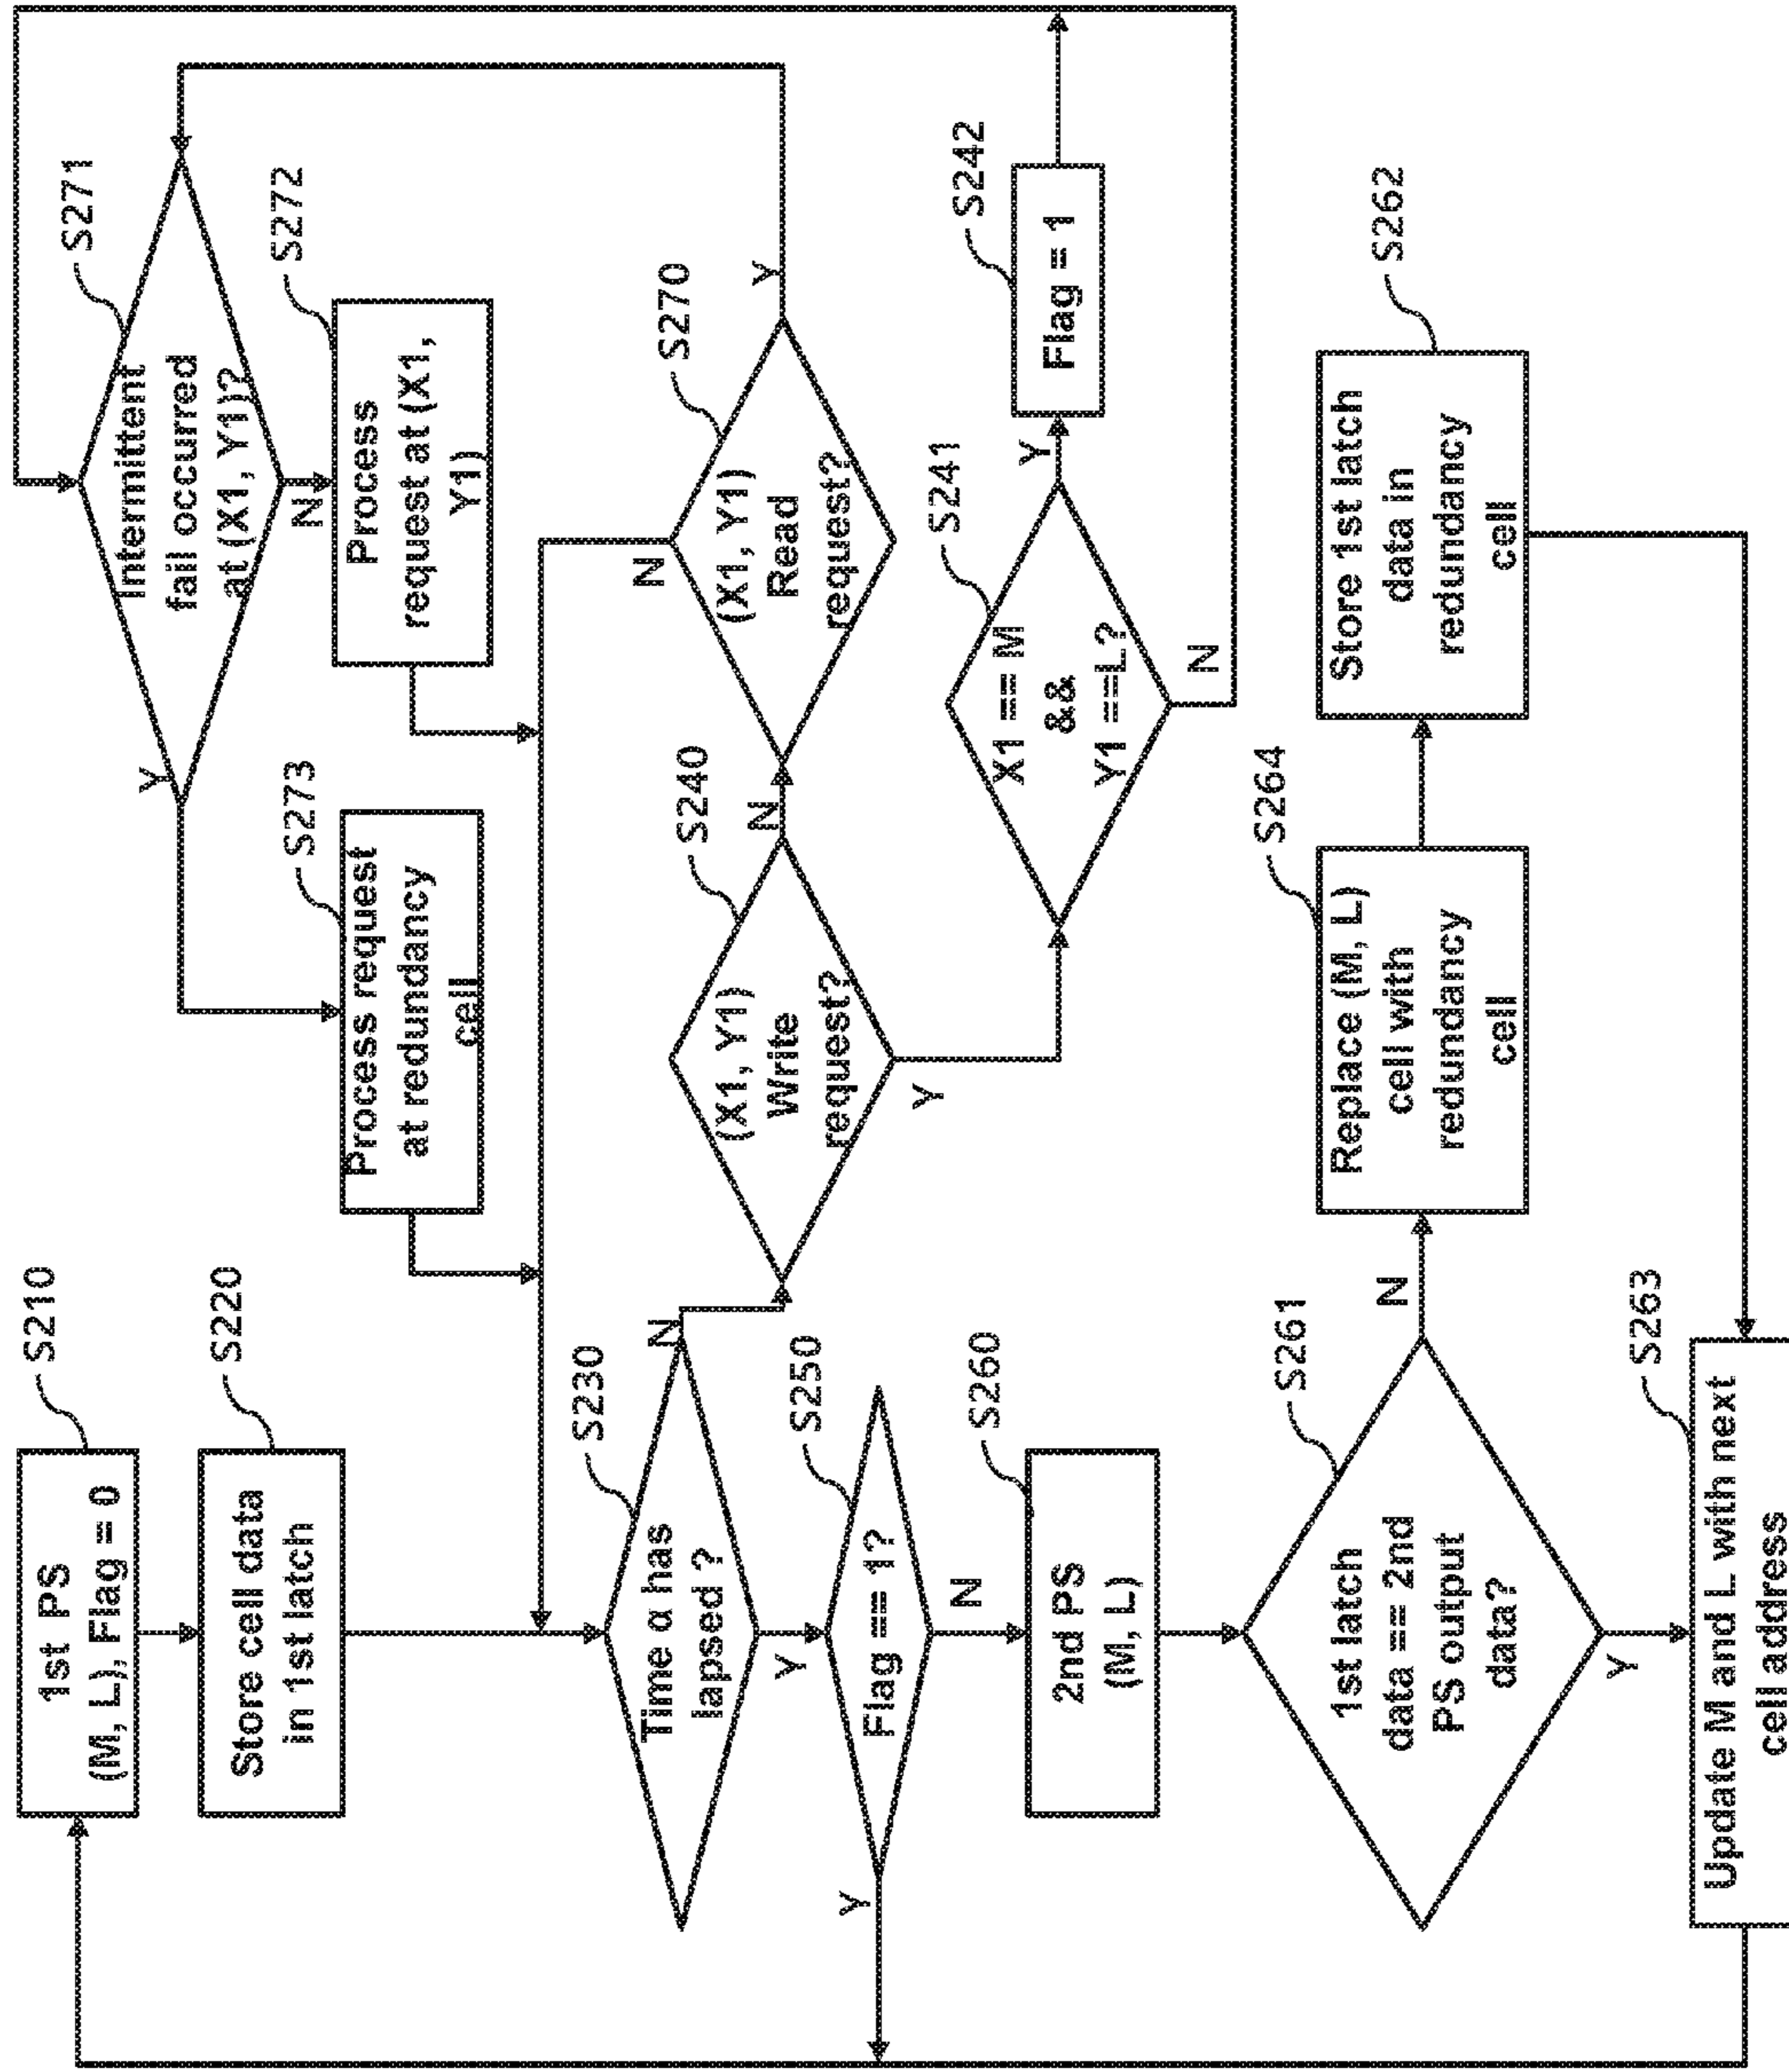 S210
1st PS
(M, L), Flag = 0
S220
Store cell data
in 1st latch
S230
Time α has
lapsed ?
N
Y
S250
Flag == 1?
Y
N
S260
2nd PS
(M, L)
S261
1st latch
data == 2nd
PS output
data?
N
Y
S263
Update M and L with next
cell address
S264
Replace (M, L)
cell with
redundancy
cell
S262
Store 1st latch
data in
redundancy
cell
S240
(X1, Y1)
Write
request?
N
Y
S241
X1 == M
&&
Y1 ==L?
Y
N
S242
Flag = 1
S270
(X1, Y1)
Read
request?
N
Y
S271
Intermittent
fail occurred
at (X1, Y1)?
Y
N
S272
Process
request at (X1,
Y1)
S273
Process request
at redundancy
cell